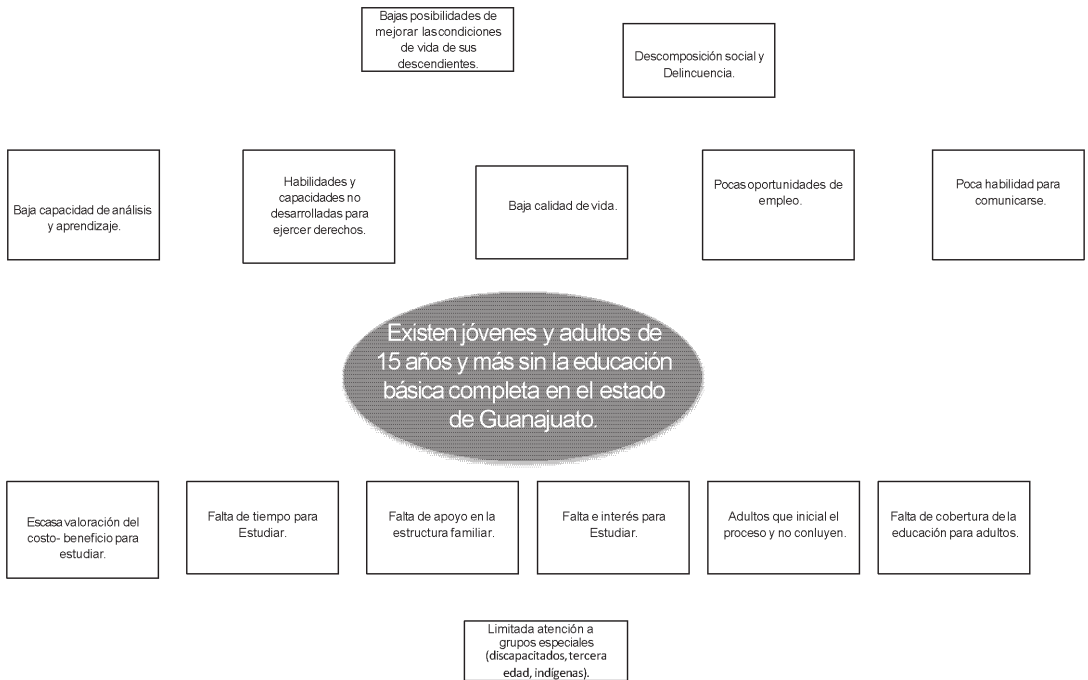 Bajas posibilidades de
mejorar las condiciones
de vida de sus
descendientes.
Descomposición social y
Delincuencia.
Baja capacidad de análisis
y aprendizaje.
Habilidades y
capacidades no
desarrolladas para
ejercer derechos.
Baja calidad de vida.
Pocas oportunidades de
empleo.
Poca habilidad para
comunicarse.
Existen jóvenes y adultos de
15 años y más sin la educación
básica completa en el estado
de Guanajuato.
Escasa valoración del
costo- beneficio para
estudiar.
Falta de tiempo para
Estudiar.
Falta de apoyo en la
estructura familiar.
Falta e interés para
Estudiar.
Adultos que inicial el
proceso y no conluyen.
Falta de cobertura de la
educación para adultos.
Limitada atención a
grupos especiales
(discapacitados, tercera
edad, indígenas).